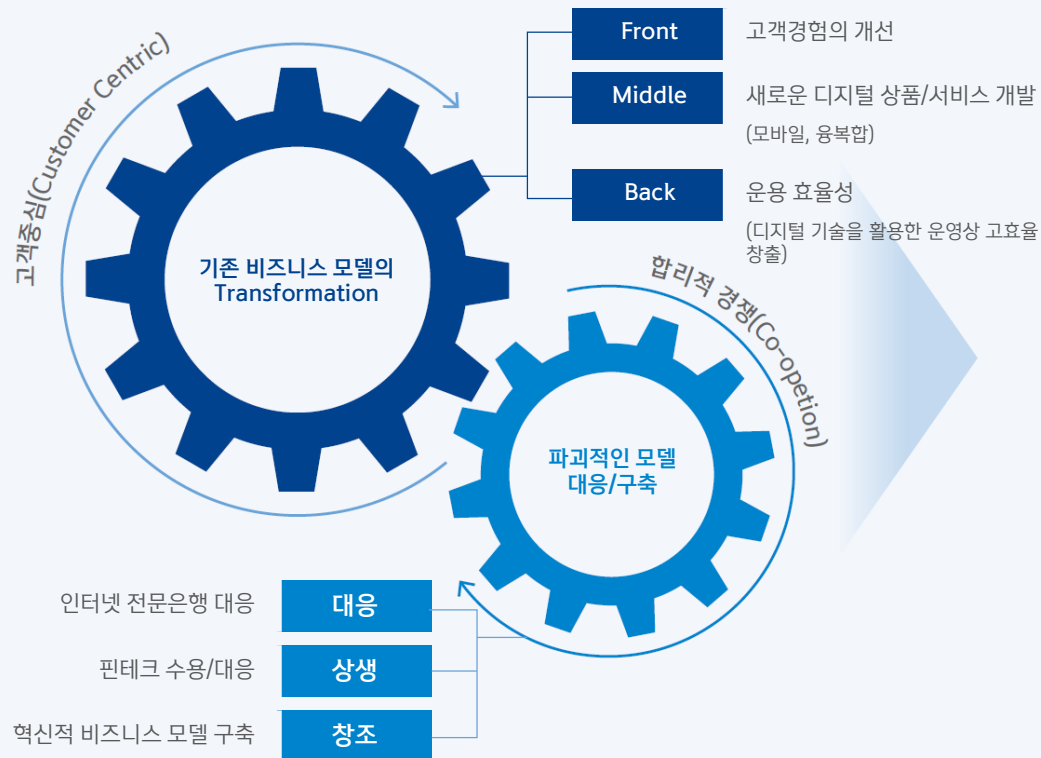 고객중심(Customer Centric)
기존 비즈니스 모델의
Transformation
Front
고객경험의 개선
Middle
새로운 디지털 상품/서비스 개발
(모바일, 융복합)
Back
운용 효율성
(디지털 기술을 활용한 운영상 고효율
창출)
합리적 경쟁(Co-opetion)
파괴적인 모델
대응/구축
인터넷 전문은행 대응
대응
핀테크 수용/대응
상생
혁신적 비즈니스 모델 구축
창조